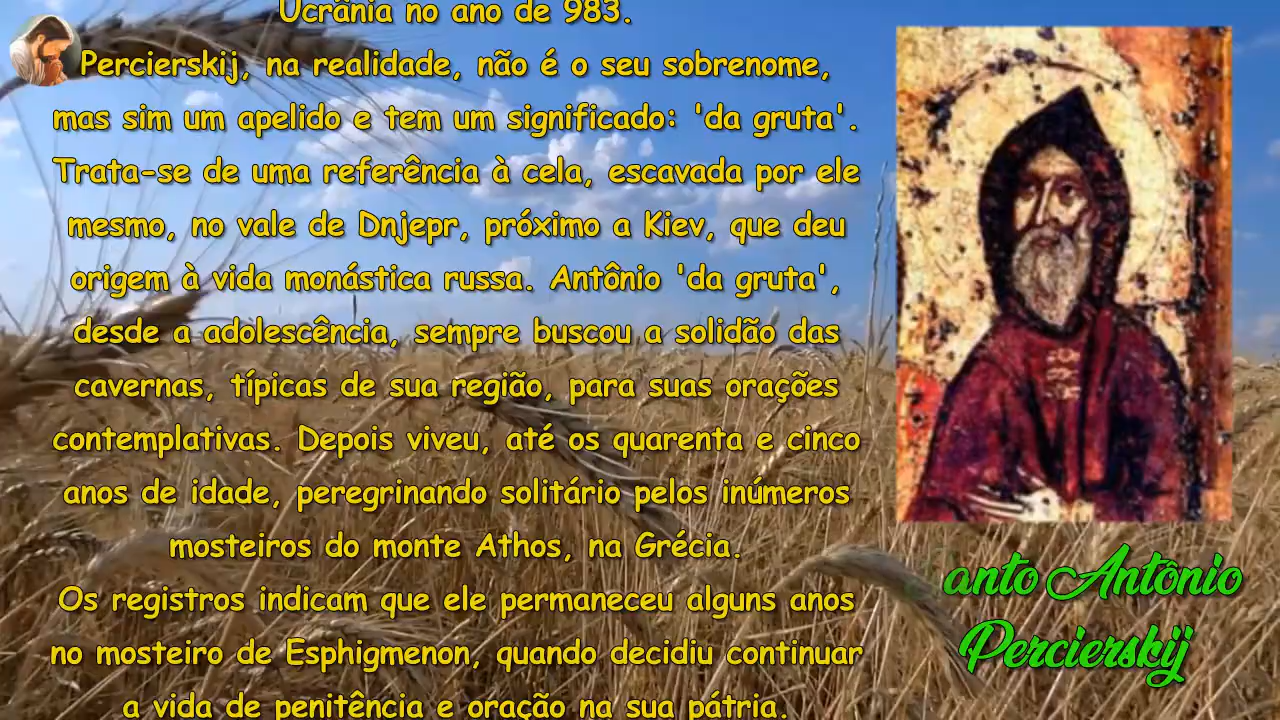 Ucrânia no ano de 983.
Percierskij, na realidade, não é o seu sobrenome,
mas sim um apelido e tem um significado: 'da gruta'.
Trata-se de uma referência à cela, escavada por ele
mesmo, no vale de Dnjepr, próximo a Kiev, que deu
origem à vida monástica russa. Antônio 'da gruta',
desde a adolescência, sempre buscou a solidão das
cavernas, típicas de sua região, para suas orações
contemplativas. Depois viveu, até os quarenta e cinco
anos de idade, peregrinando solitário pelos inúmeros
mosteiros do monte Athos, na Grécia.
Os registros indicam que ele permaneceu alguns anos
no mosteiro de Esphigmenon, quando decidiu continuar
a vida de penitência e oração na sua pátria.
anto Antônio
Percierskij